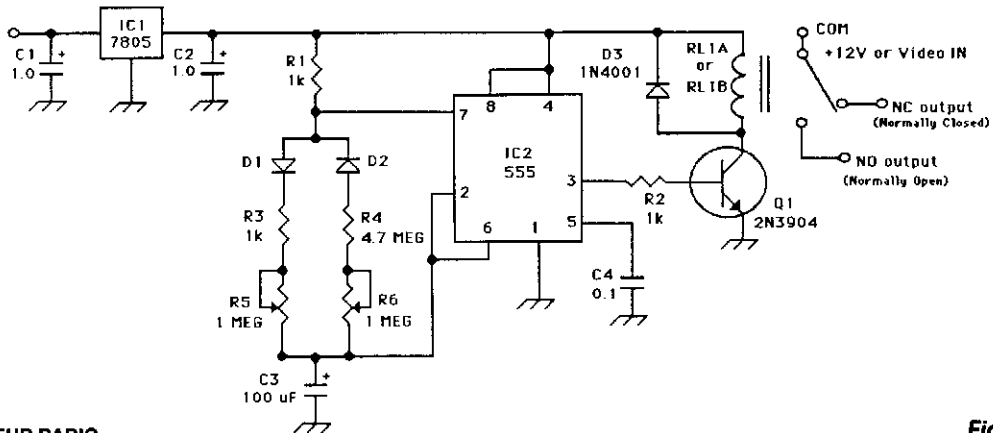 IC1
7805
C1
1.0
C2
1.0
R1
1k
D3
1N4001
RL1A
or
RL1B
COM
+12V or Video IN
NC output
(Normally Closed)
NO output
(Normally Open)
8
4
7
IC2
555
3
2
5
6
1
R2
1k
Q1
2N3904
D1
D2
R3
1k
R4
4.7 MEG
R5
1 MEG
R6
1 MEG
C4
0.1
C3
100 uF